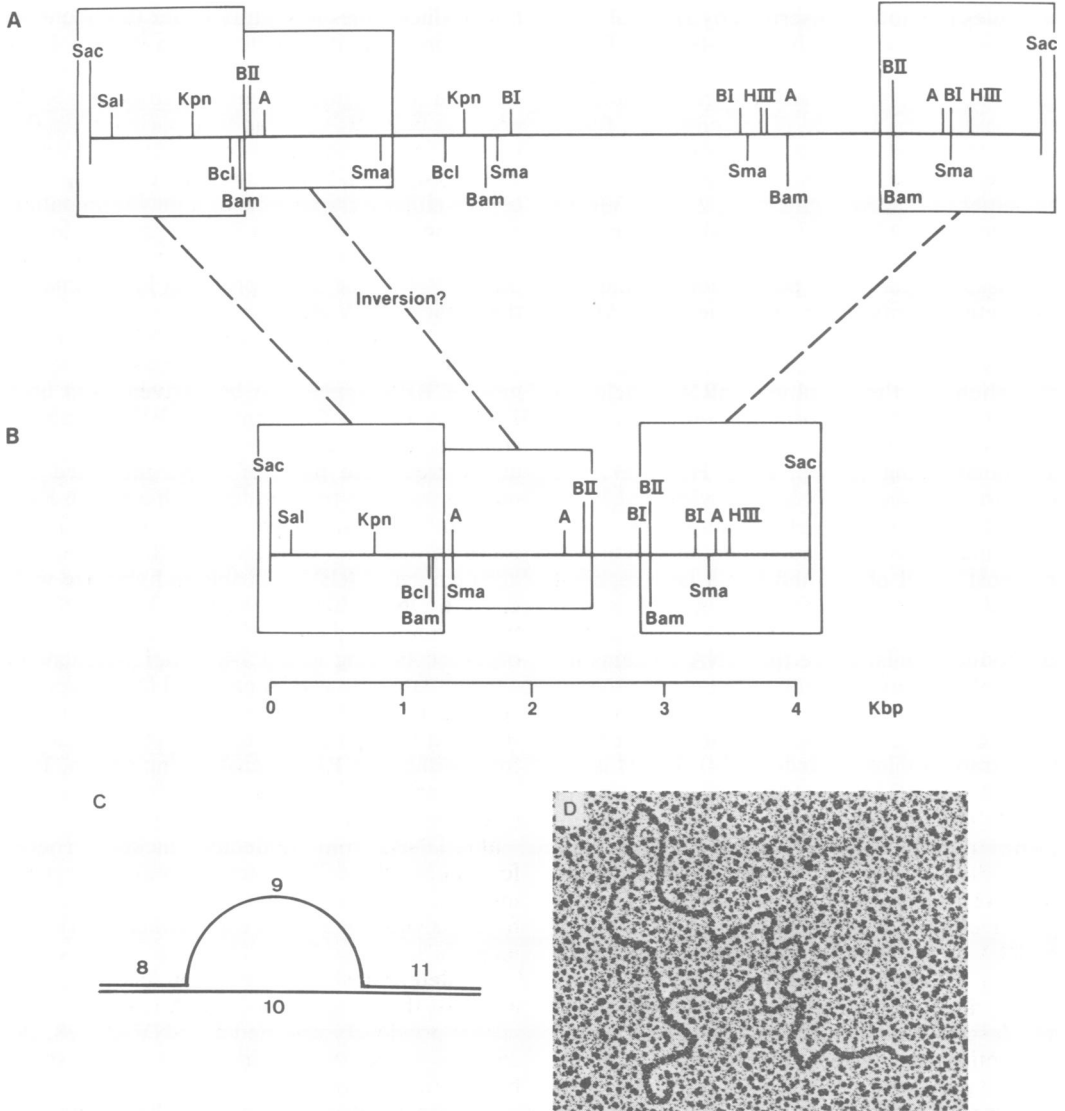 A
Sac
Sac
BII
BII
Sal
Kpn
A
Kpn
BI
BI HIII A
A BI HIII
Bcl
Sma
Bcl
Sma
Sma
Sma
Bam
Bam
Bam
Bam
Inversion?
B
Sac
Sac
BII BII
Sal
Kpn
A
A
BI
BI A HIII
Bcl
Sma
Sma
Bam
Bam
0 1 2 3 4 Kbp
C
D
9
8
11
10